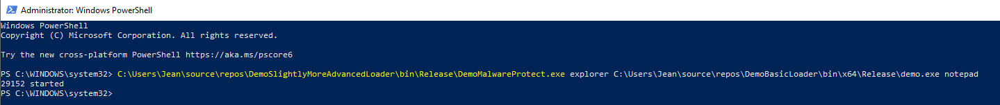 Administrator: Windows PowerShell
Windows PowerShell
Copyright (C) Microsoft Corporation. All rights reserved.
Try the new cross-platform PowerShell https://aka.ms/pscore6
PS C:\WINDOWS\system32> C:\Users\Jean\source\repos\DemoSlightlyMoreAdvancedLoader\bin\Release\DemoMalwareProtect.exe explorer C:\Users\Jean\source\repos\DemoBasicLoader\bin\x64\Release\demo.exe notepad
29152 started
PS C:\WINDOWS\system32>